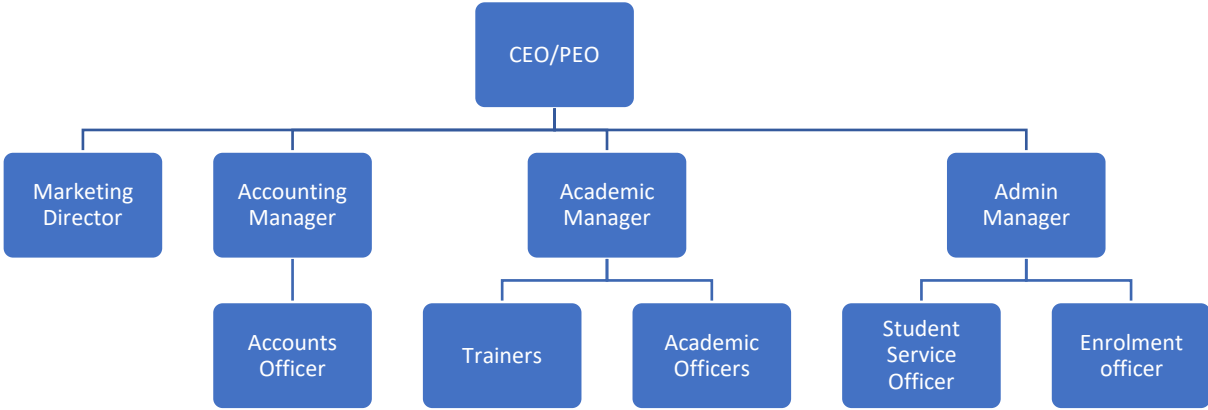 CEO/PEO
Marketing
Director
Accounting
Manager
Academic
Manager
Admin
Manager
Accounts
Officer
Trainers
Academic
Officers
Student
Service
Officer
Enrolment
officer